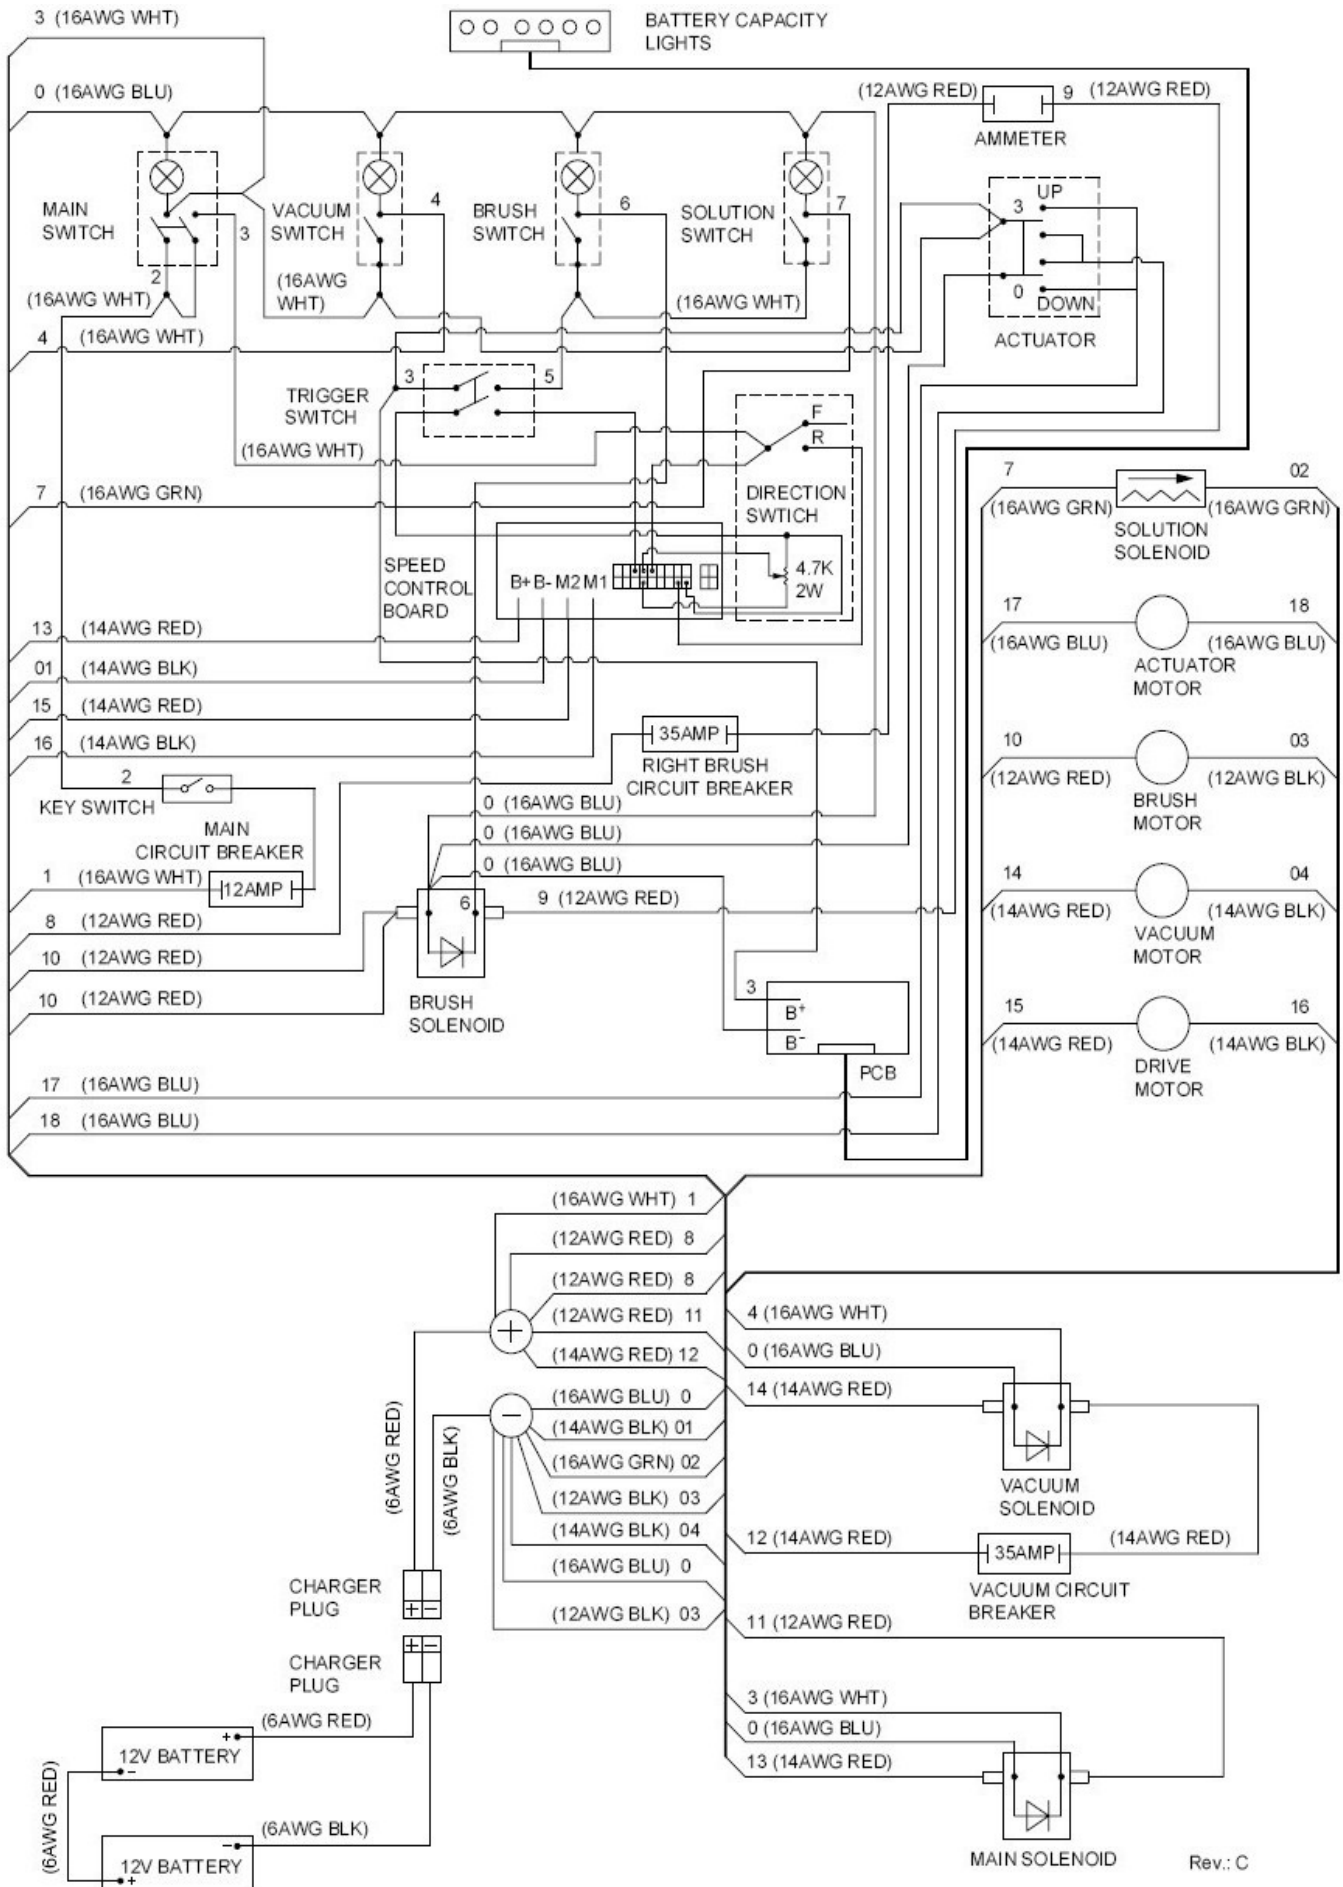 3 (16AWG WHT)
BATTERY CAPACITY
LIGHTS
0 (16AWG BLU)
(12AWG RED)
9 (12AWG RED)
AMMETER
MAIN
SWITCH
3
2
VACUUM
SWITCH
4
BRUSH
SWITCH
6
SOLUTION
SWITCH
7
3
UP
0
DOWN
ACTUATOR
(16AWG WHT)
(16AWG
WHT)
(16AWG WHT)
4 (16AWG WHT)
TRIGGER
SWITCH
3
5
(16AWG WHT)
F
R
DIRECTION
SWTICH
4.7K
2W
7 (16AWG GRN)
SPEED
CONTROL
BOARD
B+ B- M2 M1
13 (14AWG RED)
01 (14AWG BLK)
15 (14AWG RED)
16 (14AWG BLK)
35AMP
RIGHT BRUSH
CIRCUIT BREAKER
2
KEY SWITCH
MAIN
CIRCUIT BREAKER
12AMP
0 (16AWG BLU)
0 (16AWG BLU)
0 (16AWG BLU)
1 (16AWG WHT)
8 (12AWG RED)
10 (12AWG RED)
10 (12AWG RED)
6
9 (12AWG RED)
BRUSH
SOLENOID
3
B+
B-
PCB
17 (16AWG BLU)
18 (16AWG BLU)
7
02
(16AWG GRN)
(16AWG GRN)
SOLUTION
SOLENOID
17
18
(16AWG BLU)
(16AWG BLU)
ACTUATOR
MOTOR
10
03
(12AWG RED)
(12AWG BLK)
BRUSH
MOTOR
14
04
(14AWG RED)
(14AWG BLK)
VACUUM
MOTOR
15
16
(14AWG RED)
(14AWG BLK)
DRIVE
MOTOR
(16AWG WHT) 1
(12AWG RED) 8
(12AWG RED) 8
(12AWG RED) 11
(14AWG RED) 12
+
(16AWG BLU) 0
(14AWG BLK) 01
(16AWG GRN) 02
(12AWG BLK) 03
(14AWG BLK) 04
(16AWG BLU) 0
(12AWG BLK) 03
−
(6AWG RED)
(6AWG BLK)
CHARGER
PLUG
+ −
CHARGER
PLUG
+ −
(6AWG RED)
12V BATTERY
+
-
(6AWG RED)
(6AWG BLK)
12V BATTERY
-
+
4 (16AWG WHT)
0 (16AWG BLU)
14 (14AWG RED)
VACUUM
SOLENOID
12 (14AWG RED)
35AMP
(14AWG RED)
VACUUM CIRCUIT
BREAKER
11 (12AWG RED)
3 (16AWG WHT)
0 (16AWG BLU)
13 (14AWG RED)
MAIN SOLENOID
Rev.: C